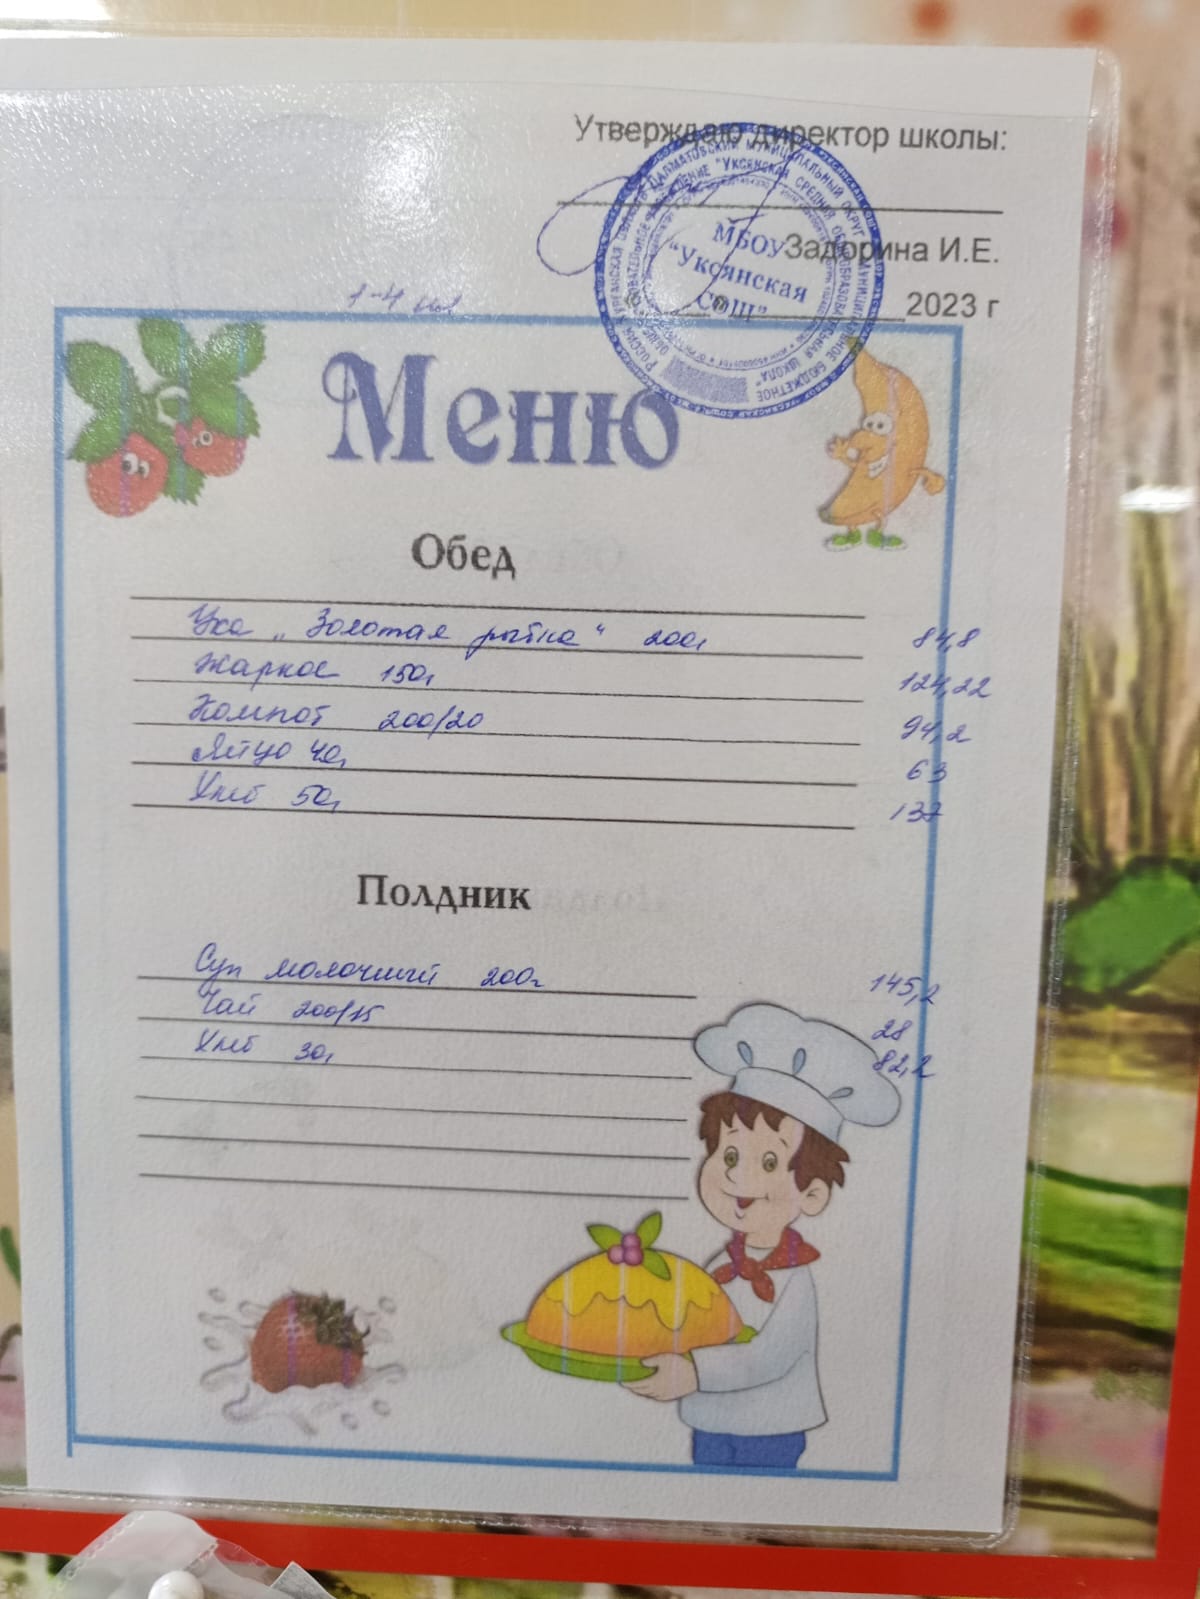 Утверждаю директор школы:
МБОУ
"Уксянская
СОШ"
Задорина И.Е.
2023 г
1-4 кл
Меню
Обед
Уха „Золотая рыбка“ 200г 84,8
Жаркое 150г 124,22
Компот 200/20 94,2
Яйцо 40г 63
Хлеб 50г 137
Полдник
Суп молочный 200г 145,2
Чай 200/15 28
Хлеб 30г 82,2